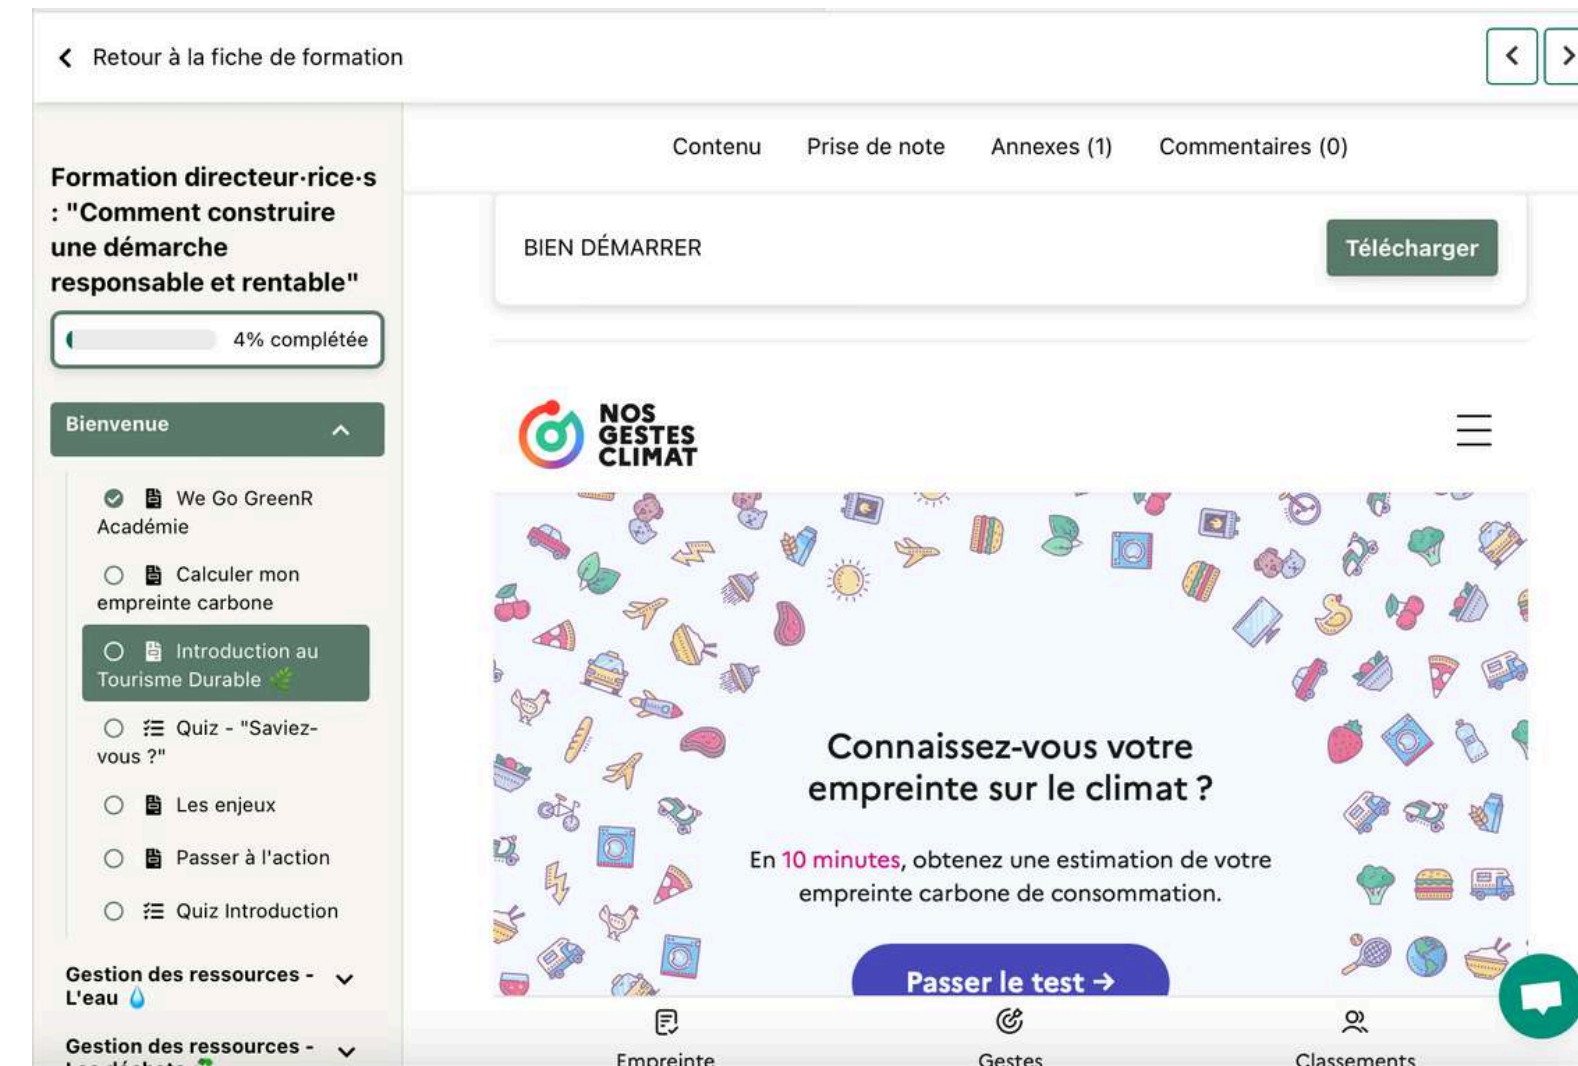 Retour à la fiche de formation
Contenu Prise de note Annexes (1) Commentaires (0)
Formation directeur·rice·s
: "Comment construire
une démarche
responsable et rentable"
4% complétée
Bienvenue
We Go GreenR
Académie
Calculer mon
empreinte carbone
Introduction au
Tourisme Durable
Quiz - "Saviez-
vous ?"
Les enjeux
Passer à l'action
Quiz Introduction
Gestion des ressources -
L'eau
Gestion des ressources -
Les déchets
BIEN DÉMARRER
Télécharger
NOS
GESTES
CLIMAT
Connaissez-vous votre
empreinte sur le climat ?
En 10 minutes, obtenez une estimation de votre
empreinte carbone de consommation.
Passer le test →
Empreinte Gestes Classements